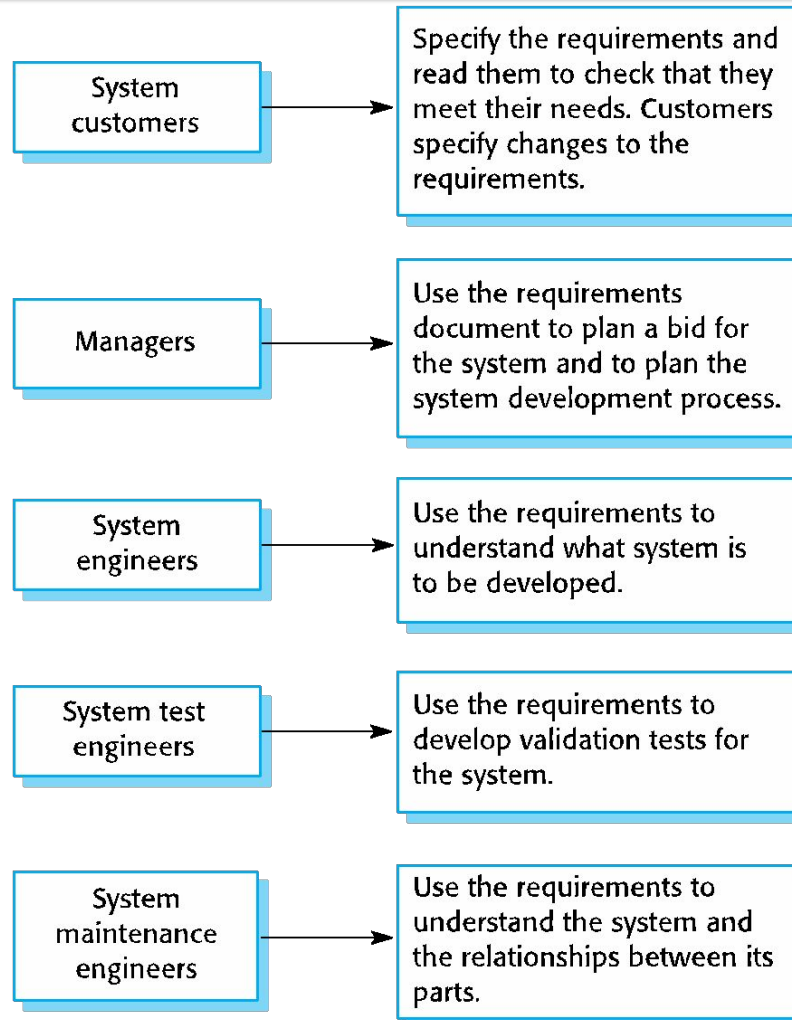 System
customers
Specify the requirements and
read them to check that they
meet their needs. Customers
specify changes to the
requirements.
Managers
Use the requirements
document to plan a bid for
the system and to plan the
system development process.
System
engineers
Use the requirements to
understand what system is
to be developed.
System test
engineers
Use the requirements to
develop validation tests for
the system.
System
maintenance
engineers
Use the requirements to
understand the system and
the relationships between its
parts.